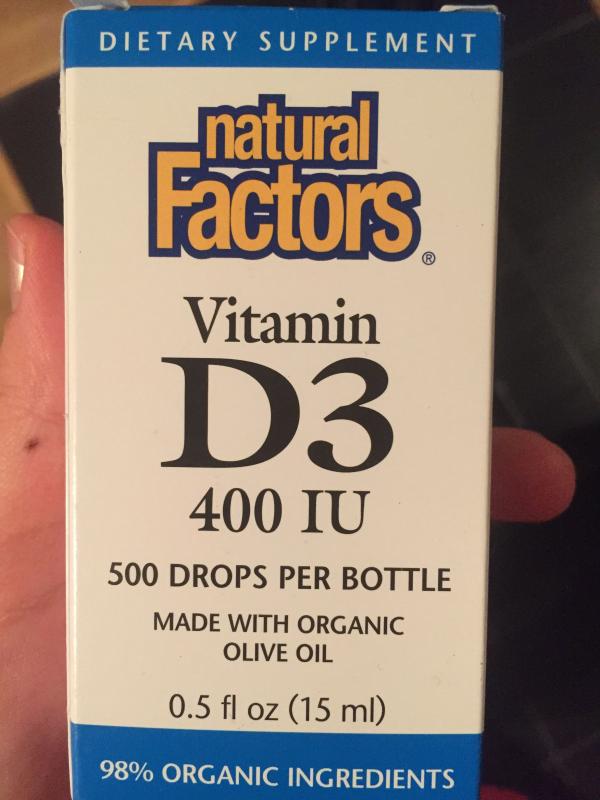 DIETARY SUPPLEMENT
natural
Factors®
Vitamin
D3
400 IU
500 DROPS PER BOTTLE
MADE WITH ORGANIC
OLIVE OIL
0.5 fl oz (15 ml)
98% ORGANIC INGREDIENTS